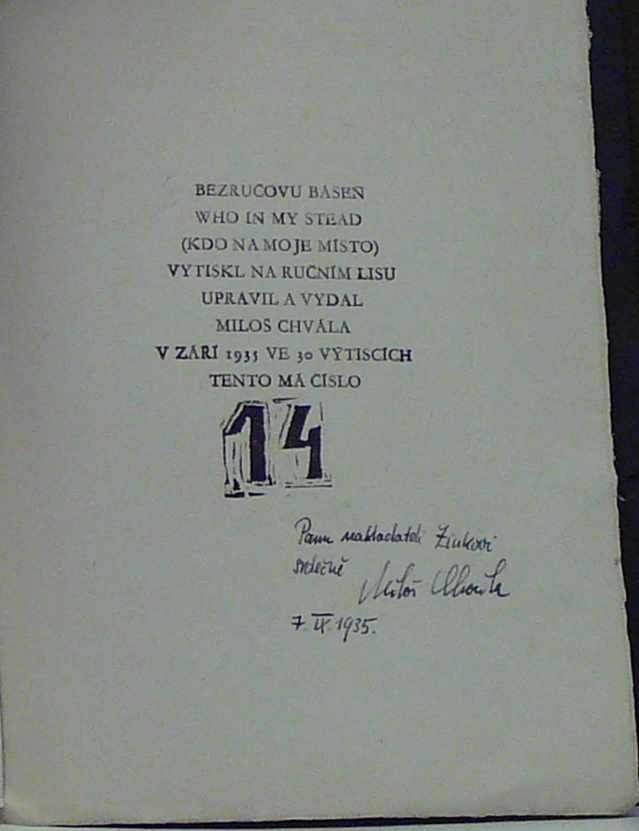 BEZRUČOVU BÁSEŇ
WHO IN MY STEAD
(KDO NA MOJE MÍSTO)
VYTISKL NA RUČNÍM LISU
UPRAVIL A VYDAL
MILOŠ CHVÁLA
V ZÁŘÍ 1935 VE 30 VÝTISCÍCH
TENTO MÁ ČÍSLO
14
Panu nakladateli Zinkovi
srdečně Miloš Chvála
7. IX. 1935.